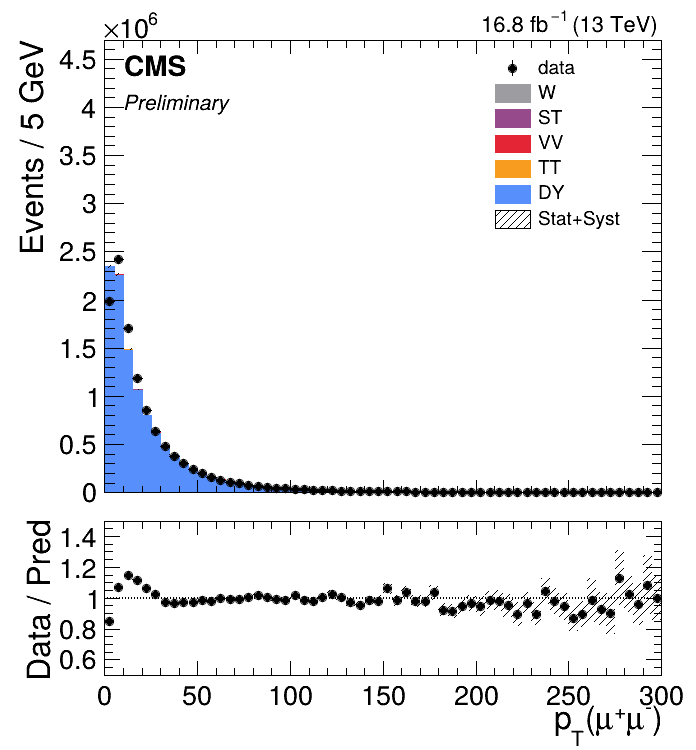 ×10⁶
16.8 fb⁻¹ (13 TeV)
CMS
Preliminary
data
W
ST
VV
TT
DY
Stat+Syst
Events / 5 GeV
4.5
4
3.5
3
2.5
2
1.5
1
0.5
0
Data / Pred
1.4
1.2
1
0.8
0.6
0 50 100 150 200 250 300
p_T(μ⁺μ⁻)